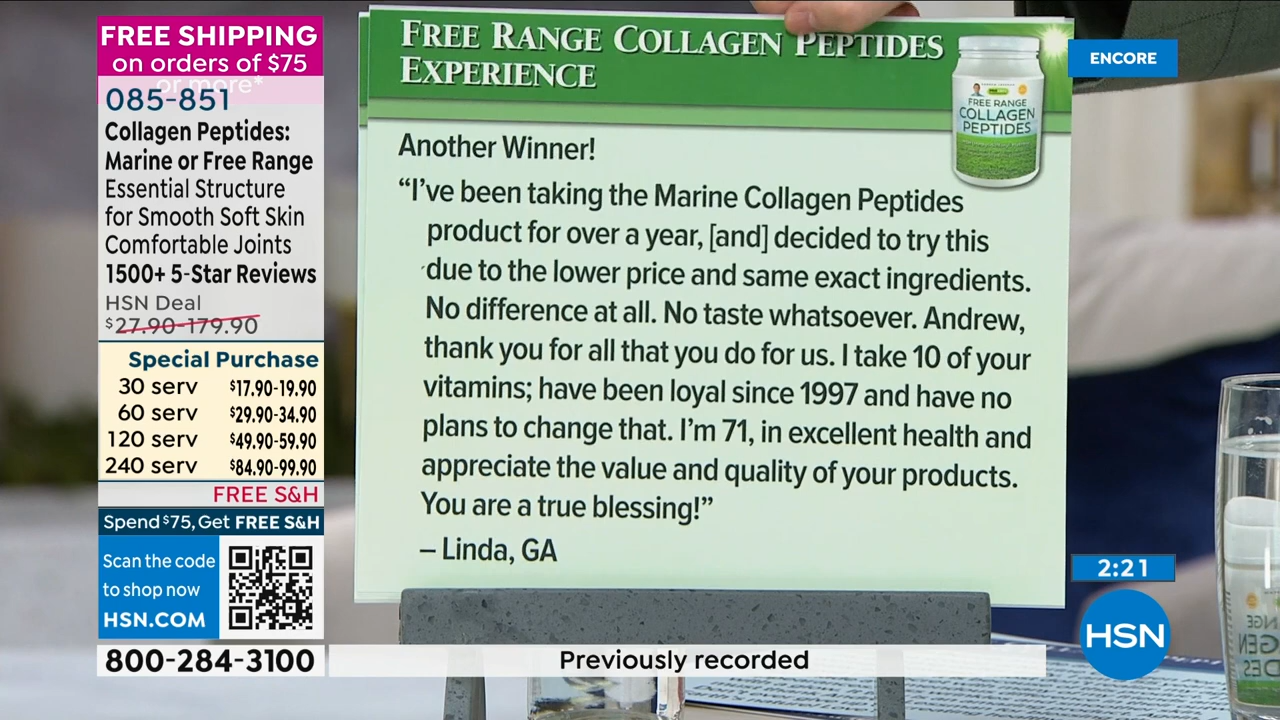 FREE SHIPPING
on orders of $75
or more*
085-851
Collagen Peptides:
Marine or Free Range
Essential Structure
for Smooth Soft Skin
Comfortable Joints
1500+ 5-Star Reviews
HSN Deal
$27.90-179.90
Special Purchase
30 serv $17.90-19.90
60 serv $29.90-34.90
120 serv $49.90-59.90
240 serv $84.90-99.90
FREE S&H
Spend $75, Get FREE S&H
Scan the code
to shop now
HSN.COM
800-284-3100
FREE RANGE COLLAGEN PEPTIDES
EXPERIENCE
FREE RANGE
COLLAGEN
PEPTIDES
Another Winner!
“I’ve been taking the Marine Collagen Peptides
product for over a year, [and] decided to try this
due to the lower price and same exact ingredients.
No difference at all. No taste whatsoever. Andrew,
thank you for all that you do for us. I take 10 of your
vitamins; have been loyal since 1997 and have no
plans to change that. I’m 71, in excellent health and
appreciate the value and quality of your products.
You are a true blessing!”
– Linda, GA
ENCORE
2:21
HSN
Previously recorded